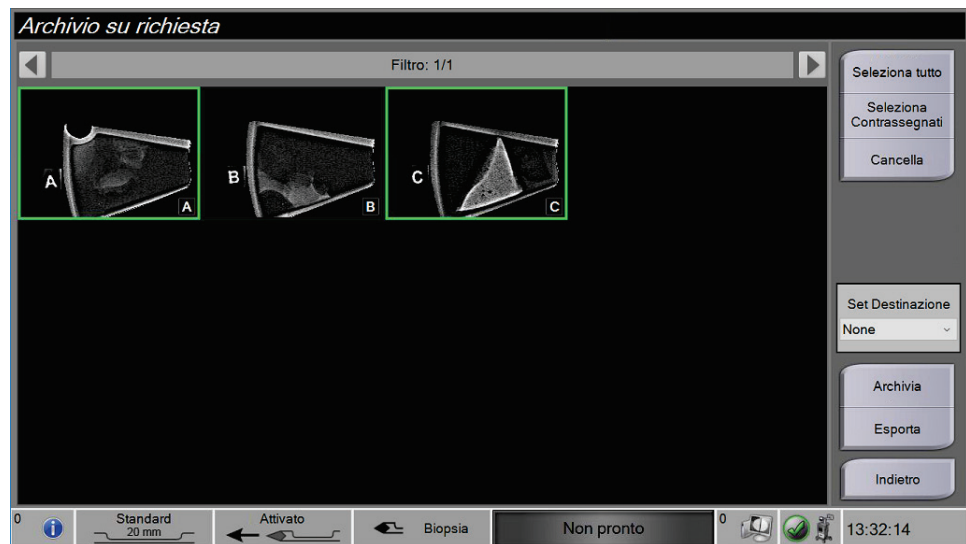 Archivio su richiesta
Filtro: 1/1
Seleziona tutto
Seleziona
Contrassegnati
Cancella
A
A
B
B
C
C
Set Destinazione
None
Archivia
Esporta
Indietro
0
Standard
20 mm
Attivato
Biopsia
Non pronto
0
13:32:14